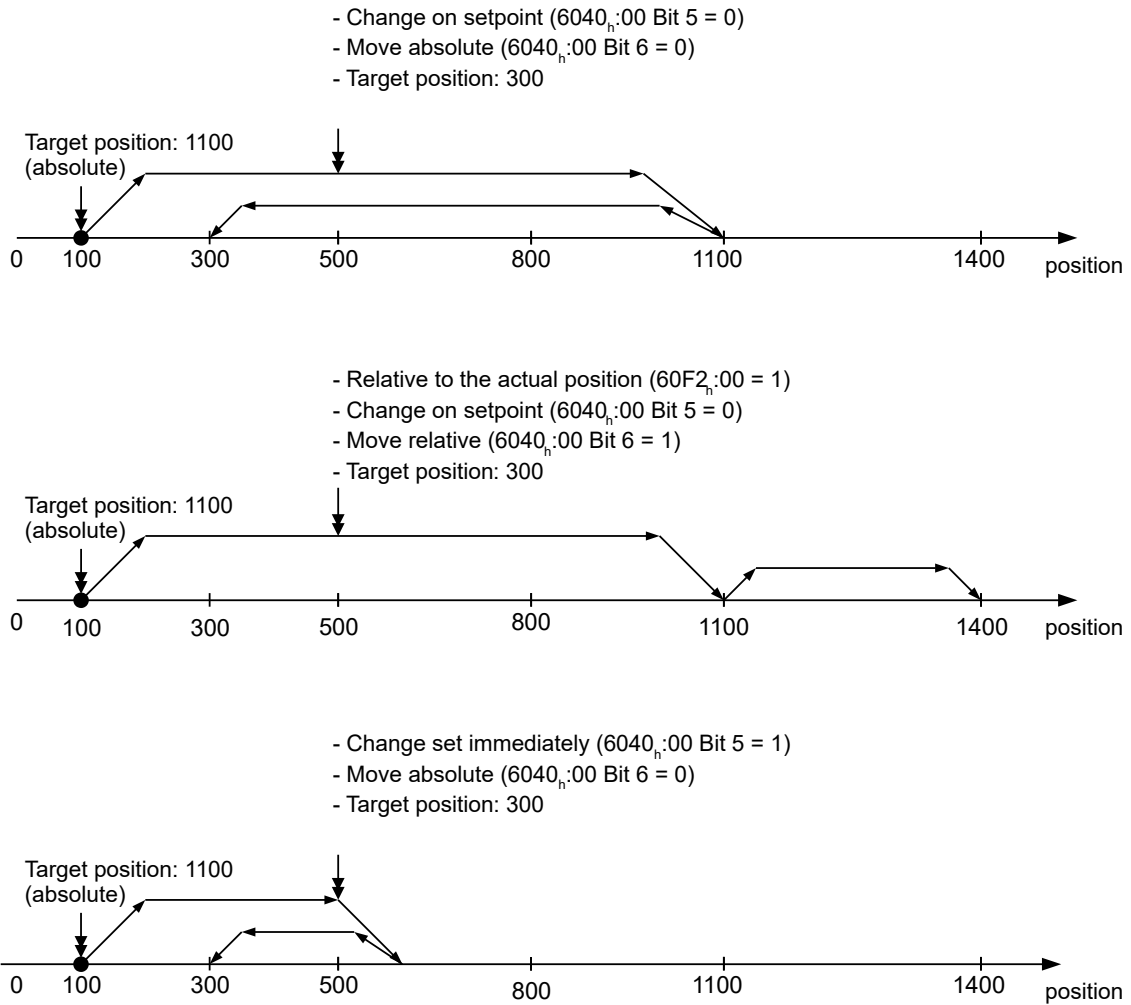 - Change on setpoint (6040h:00 Bit 5 = 0)
- Move absolute (6040h:00 Bit 6 = 0)
- Target position: 300
Target position: 1100
(absolute)
0 100 300 500 800 1100 1400 position
- Relative to the actual position (60F2h:00 = 1)
- Change on setpoint (6040h:00 Bit 5 = 0)
- Move relative (6040h:00 Bit 6 = 1)
- Target position: 300
Target position: 1100
(absolute)
0 100 300 500 800 1100 1400 position
- Change set immediately (6040h:00 Bit 5 = 1)
- Move absolute (6040h:00 Bit 6 = 0)
- Target position: 300
Target position: 1100
(absolute)
0 100 300 500 800 1100 1400 position